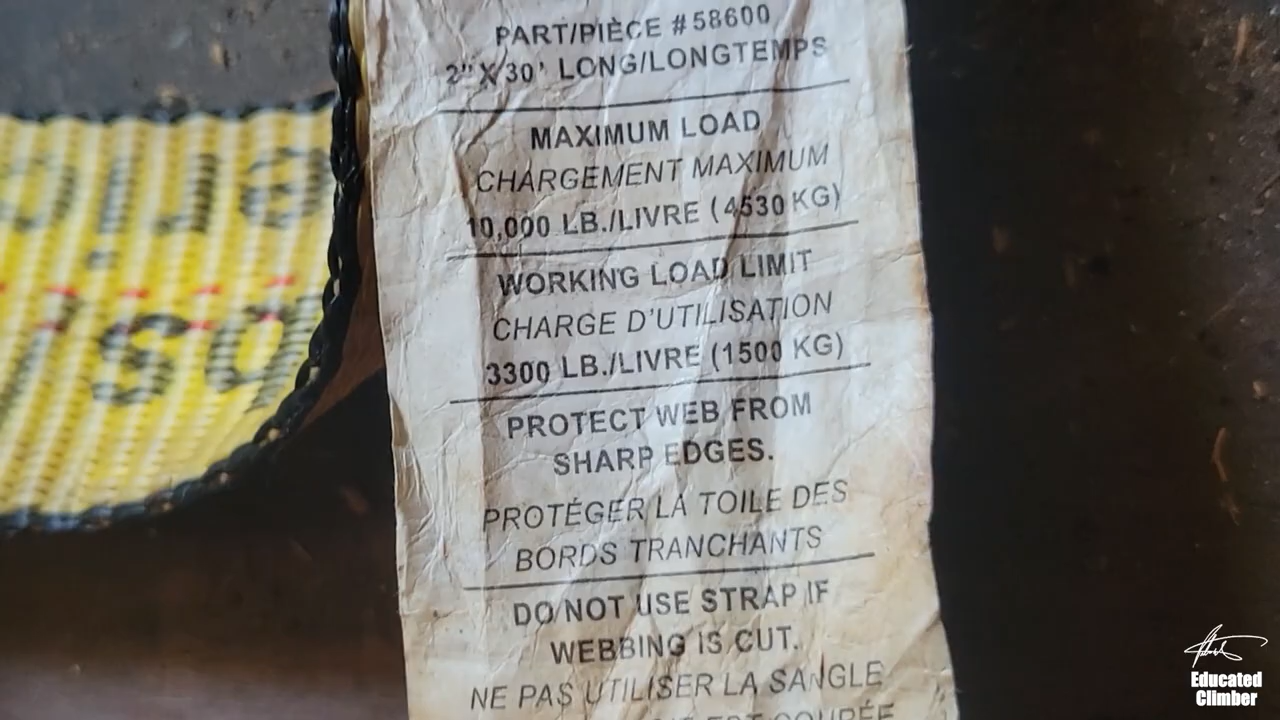 PART/PIÈCE #58600
2" X 30' LONG/LONGTEMPS
MAXIMUM LOAD
CHARGEMENT MAXIMUM
10,000 LB./LIVRE (4530 KG)
WORKING LOAD LIMIT
CHARGE D'UTILISATION
3300 LB./LIVRE (1500 KG)
PROTECT WEB FROM
SHARP EDGES.
PROTÉGER LA TOILE DES
BORDS TRANCHANTS
DO NOT USE STRAP IF
WEBBING IS CUT.
NE PAS UTILISER LA SANGLE
EST COUPÉE
Educated
Climber